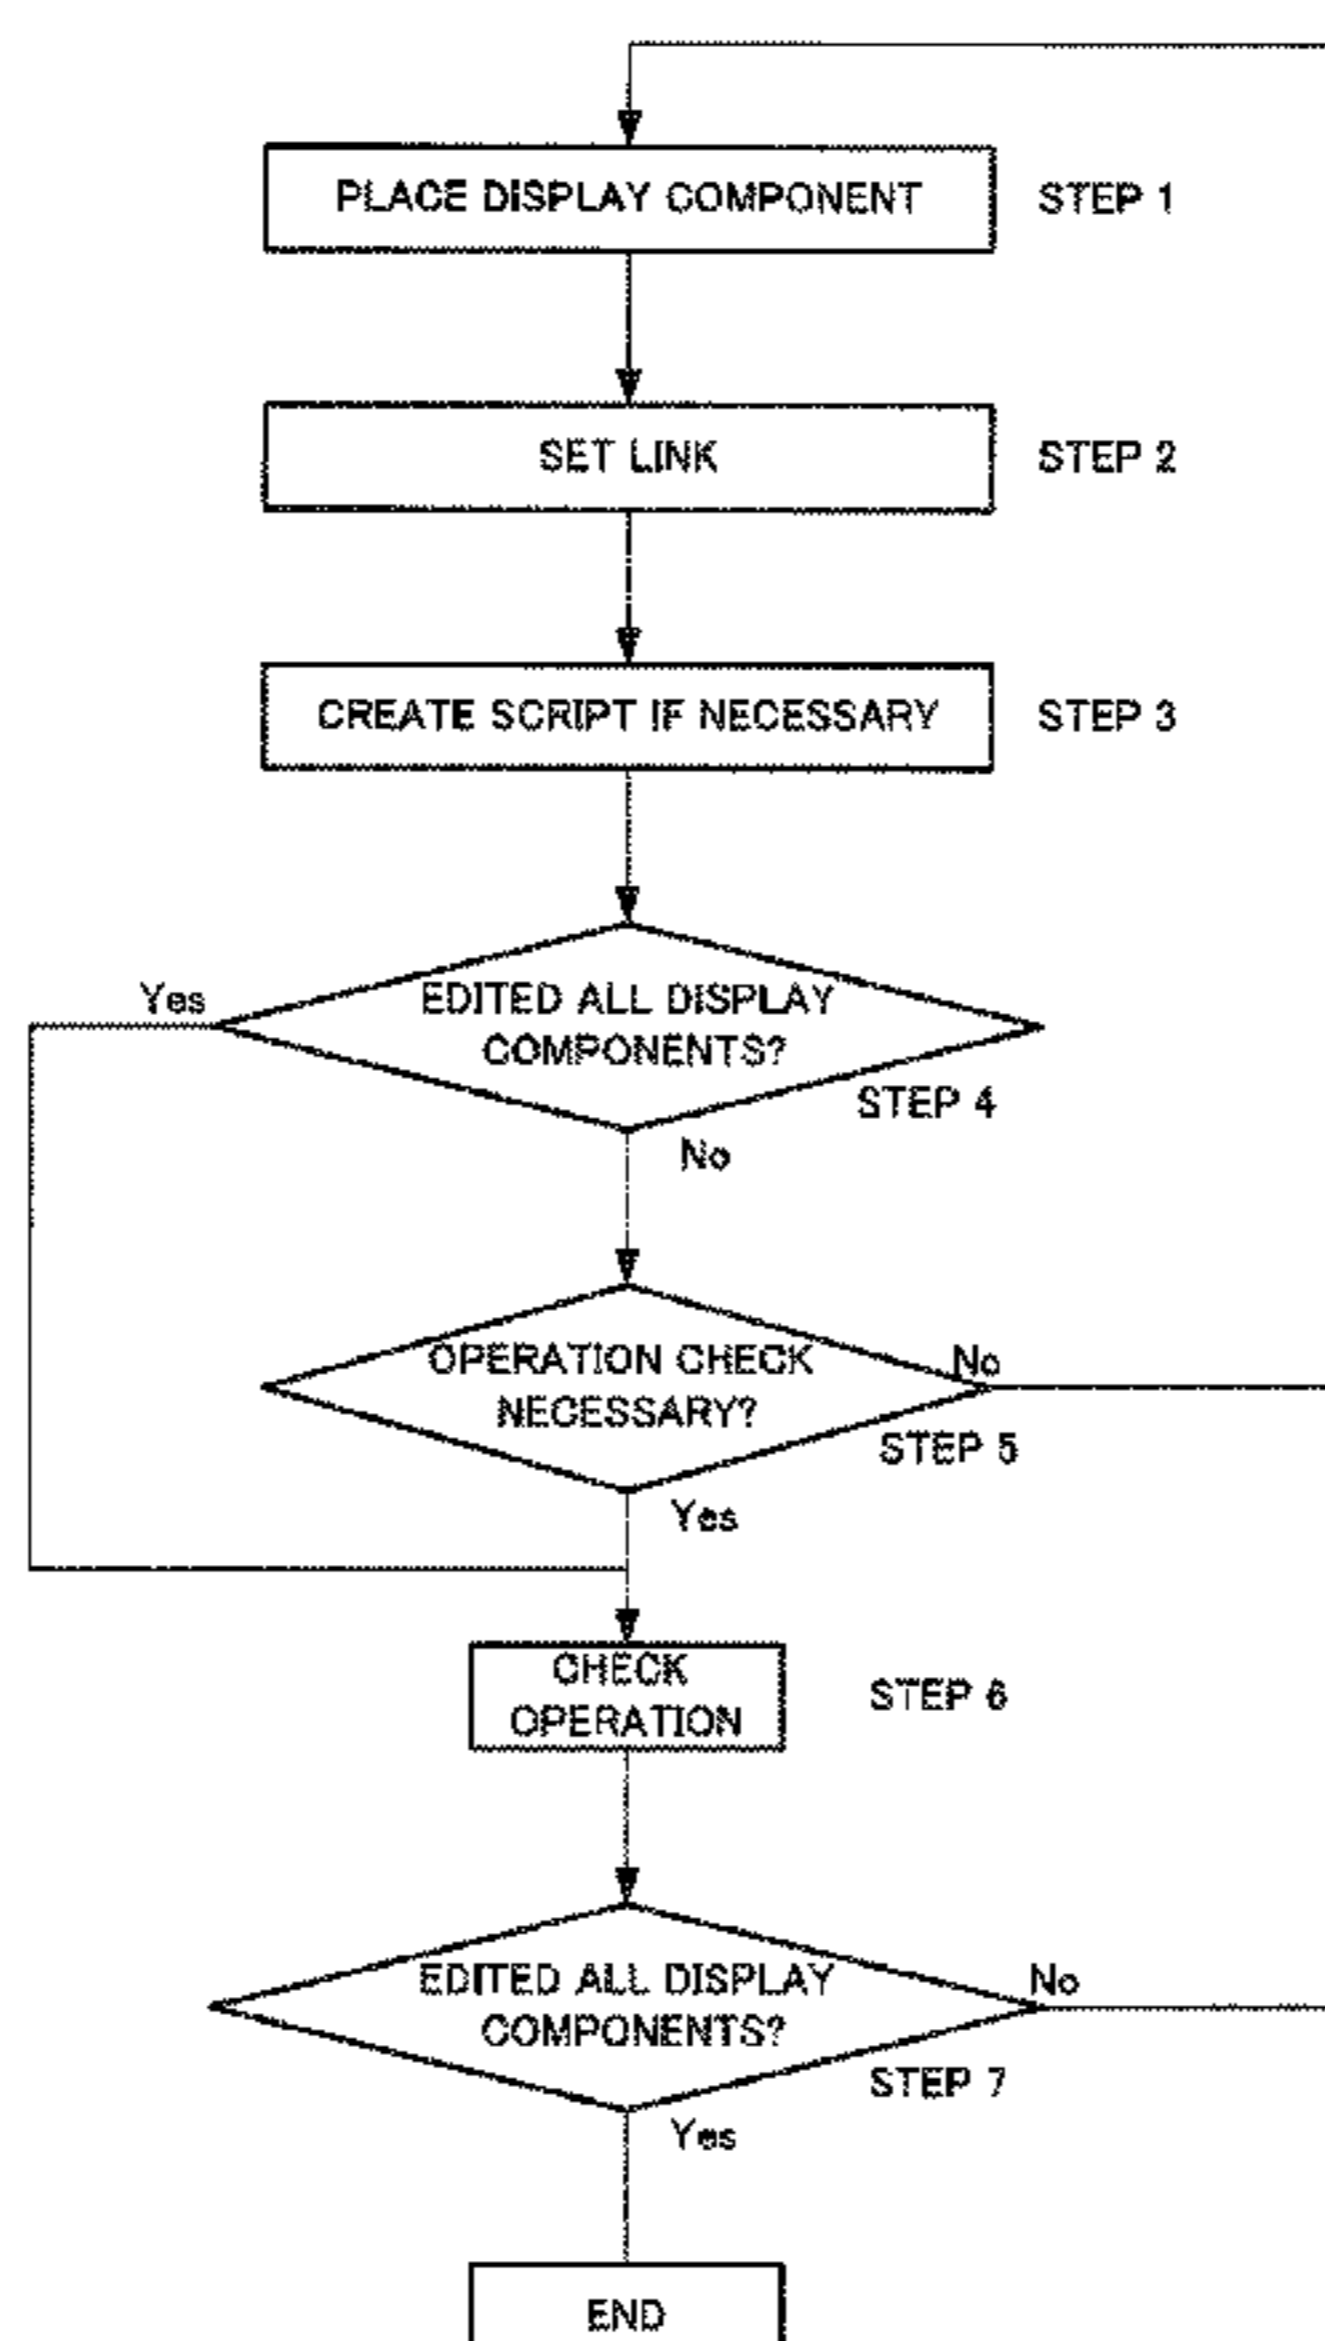 PLACE DISPLAY COMPONENT STEP 1
SET LINK STEP 2
CREATE SCRIPT IF NECESSARY STEP 3
Yes
EDITED ALL DISPLAY
COMPONENTS?
STEP 4
No
OPERATION CHECK No
NECESSARY?
STEP 5
Yes
CHECK
OPERATION
STEP 6
EDITED ALL DISPLAY No
COMPONENTS?
STEP 7
Yes
END